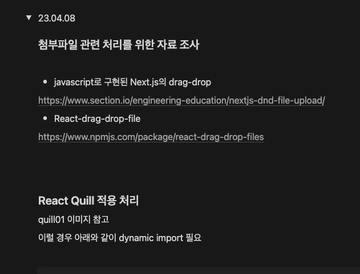 23.04.08
첨부파일 관련 처리를 위한 자료 조사
javascript로 구현된 Next.js의 drag-drop
https://www.section.io/engineering-education/nextjs-dnd-file-upload/
React-drag-drop-file
https://www.npmjs.com/package/react-drag-drop-files
React Quill 적용 처리
quill01 이미지 참고
이럴 경우 아래와 같이 dynamic import 필요